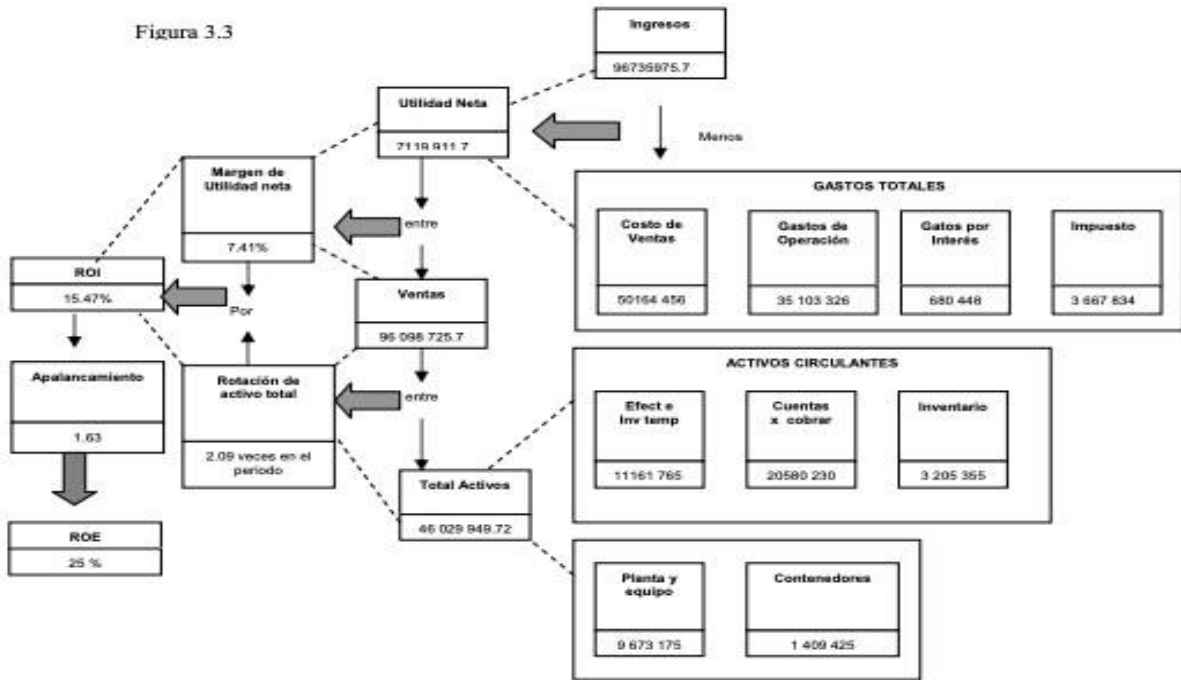 Figura 3.3
Ingresos
96735975.7
Utilidad Neta
7119 911.7
Menos
Margen de
Utilidad neta
7.41%
entre
GASTOS TOTALES
Costo de
Ventas
50164 456
Gastos de
Operación
35 103 326
Gatos por
Interés
680 448
Impuesto
3 667 834
ROI
15.47%
Por
Ventas
96 098 725.7
Apalancamiento
1.63
Rotación de
activo total
2.09 veces en el
periodo
entre
ACTIVOS CIRCULANTES
Efect e
Inv temp
11161 765
Cuentas
x cobrar
20580 230
Inventario
3 205 355
Total Activos
46 029 949.72
ROE
25 %
Planta y
equipo
9 673 175
Contenedores
1 409 425